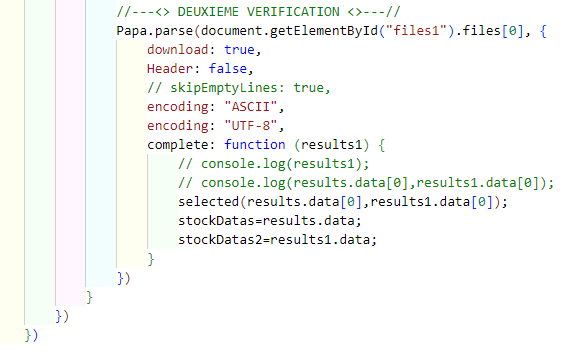 //---<> DEUXIEME VERIFICATION <>---//
Papa.parse(document.getElementById("files1").files[0], {
download: true,
Header: false,
// skipEmptyLines: true,
encoding: "ASCII",
encoding: "UTF-8",
complete: function (results1) {
// console.log(results1);
// console.log(results.data[0],results1.data[0]);
selected(results.data[0],results1.data[0]);
stockDatas=results.data;
stockDatas2=results1.data;
}
})
}
})
})